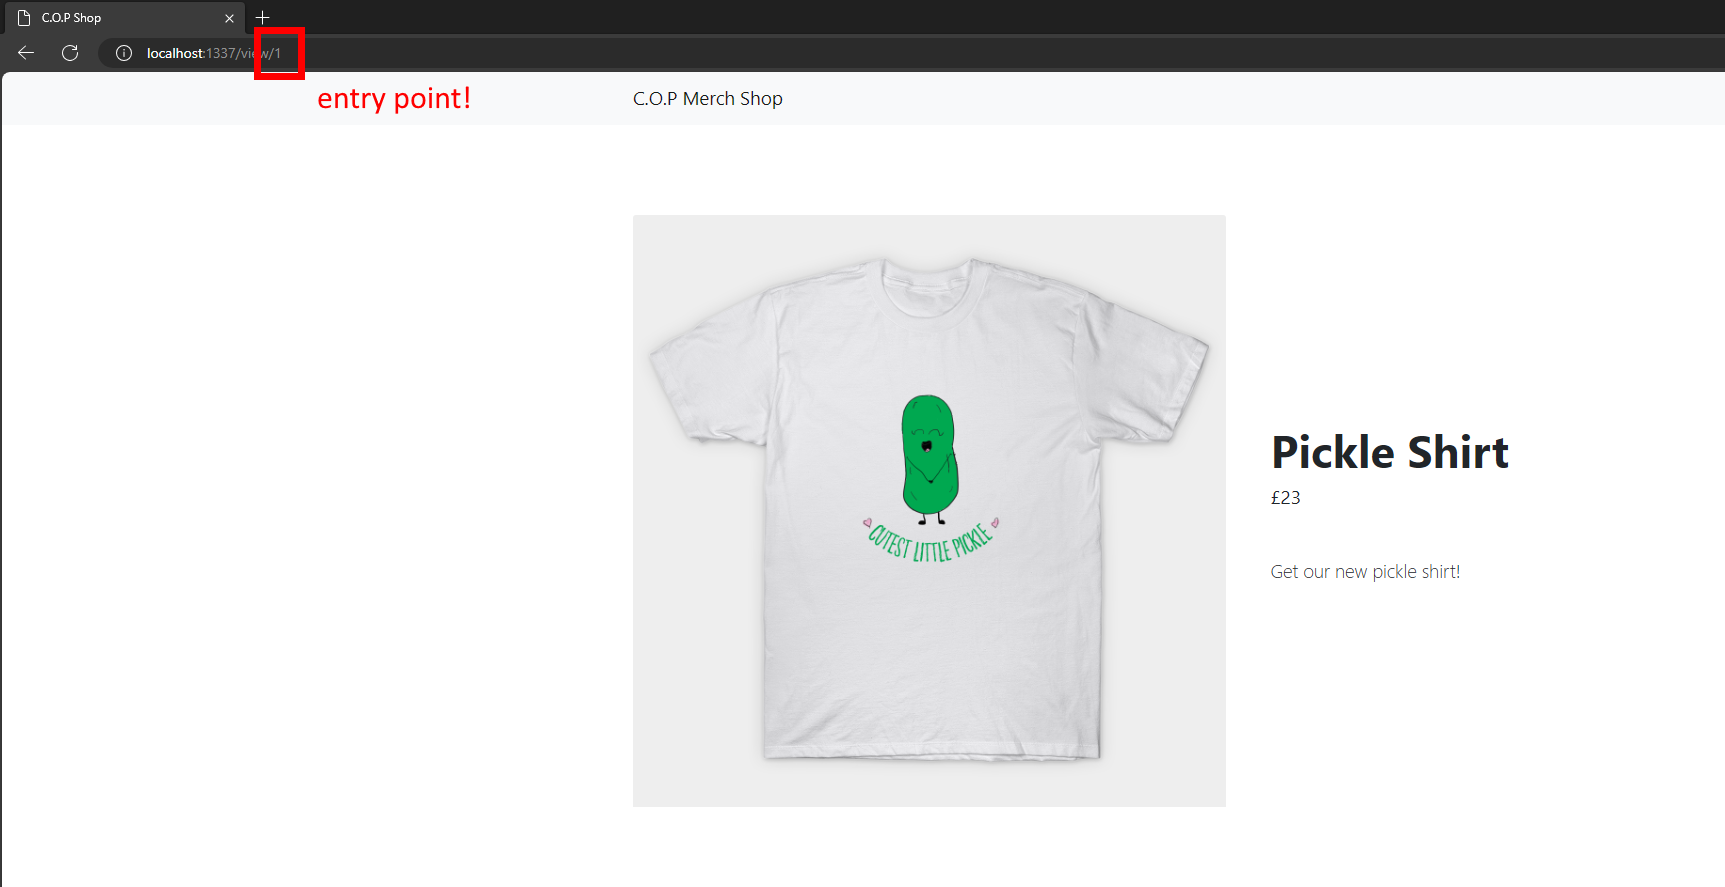 C.O.P Shop
localhost:1337/view/1
entry point!
C.O.P Merch Shop
CUTEST LITTLE PICKLE
Pickle Shirt
£23
Get our new pickle shirt!